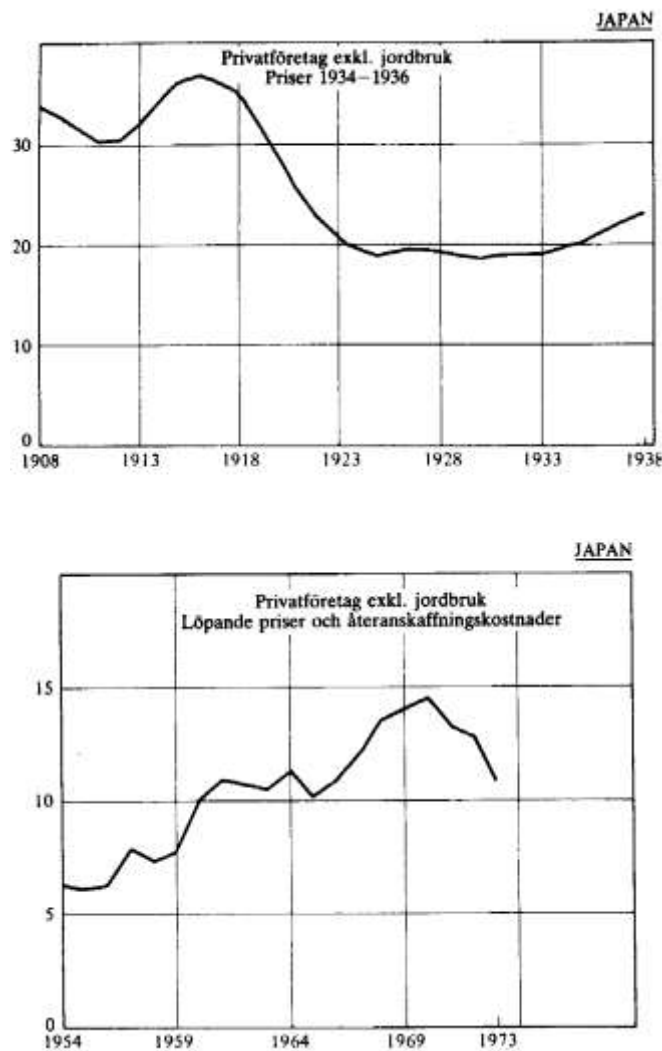 JAPAN
Privatföretag exkl. jordbruk
Priser 1934–1936
30
20
10
0
1908 1913 1918 1923 1928 1933 1938
JAPAN
Privatföretag exkl. jordbruk
Löpande priser och återanskaffningskostnader
15
10
5
0
1954 1959 1964 1969 1973